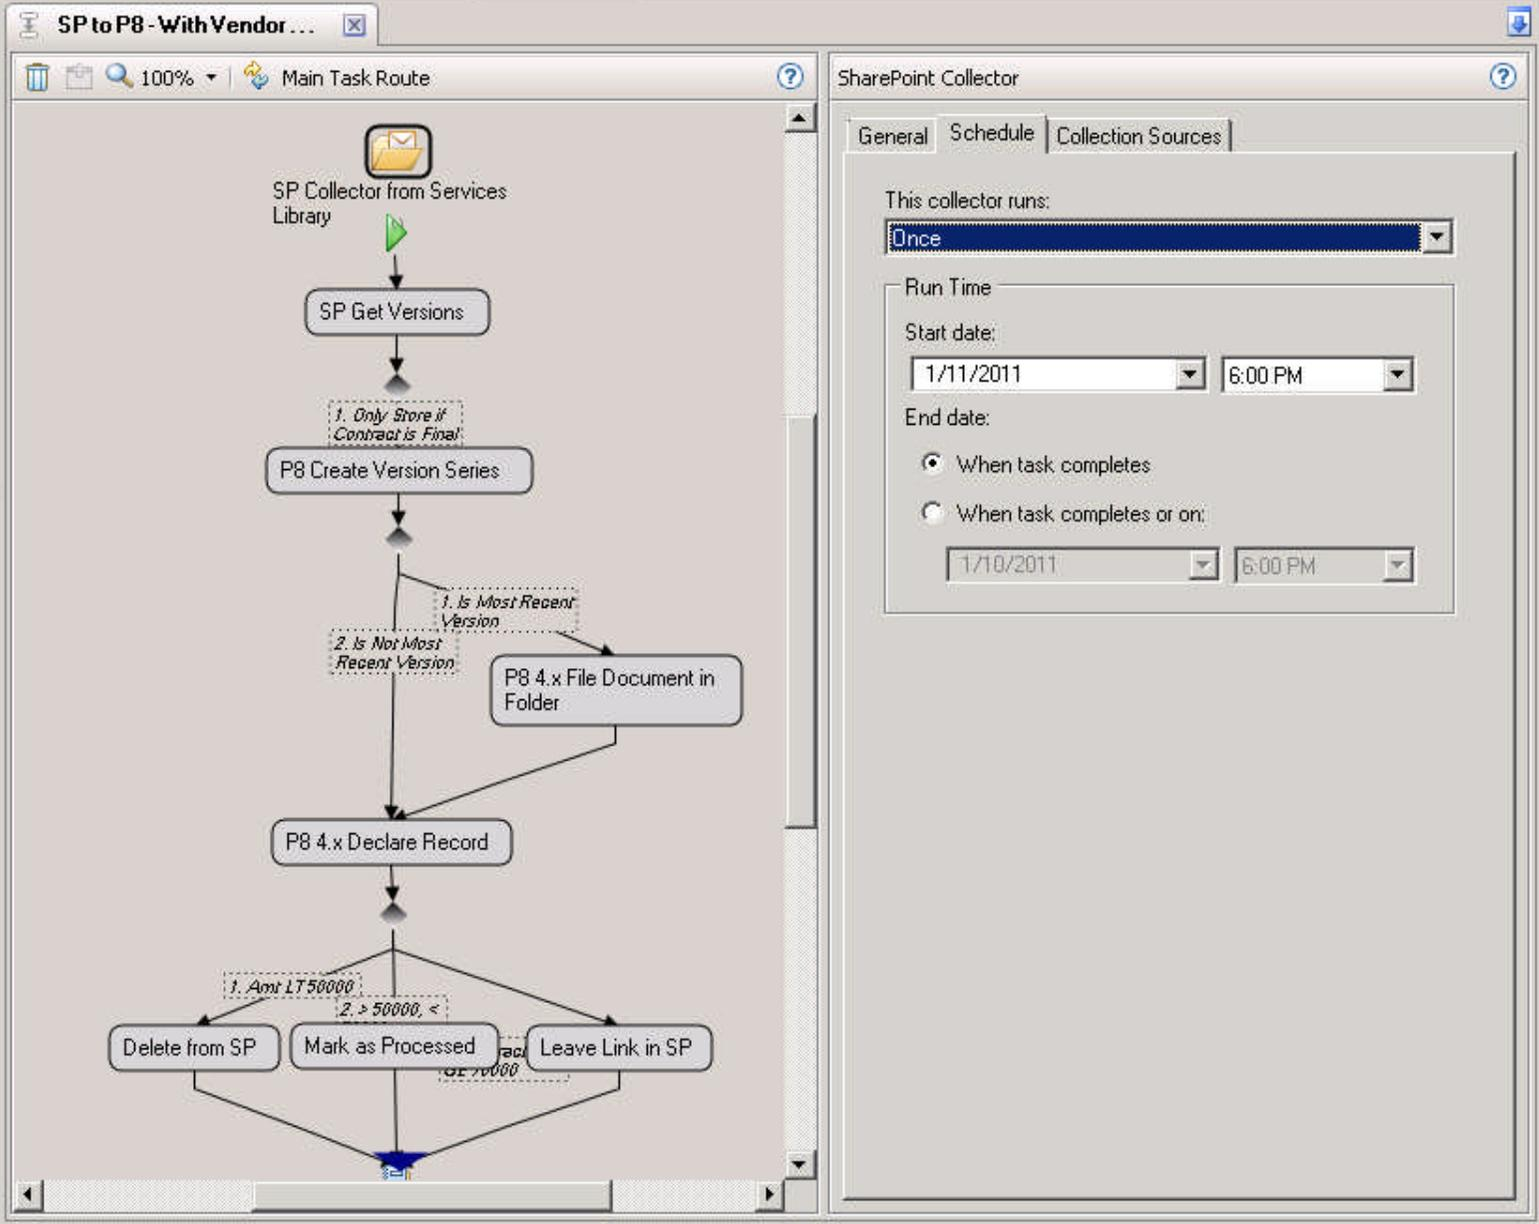 SP to P8 - With Vendor...
100%
Main Task Route
SP Collector from Services
Library
SP Get Versions
1. Only Store if
Contract is Final
P8 Create Version Series
1. Is Most Recent
Version
2. Is Not Most
Recent Version
P8 4.x File Document in
Folder
P8 4.x Declare Record
1. Amt LT 50000
2. > 50000, <
Delete from SP
Mark as Processed
Leave Link in SP
SharePoint Collector
General
Schedule
Collection Sources
This collector runs:
Once
Run Time
Start date:
1/11/2011
6:00 PM
End date:
When task completes
When task completes or on:
1/10/2011
6:00 PM